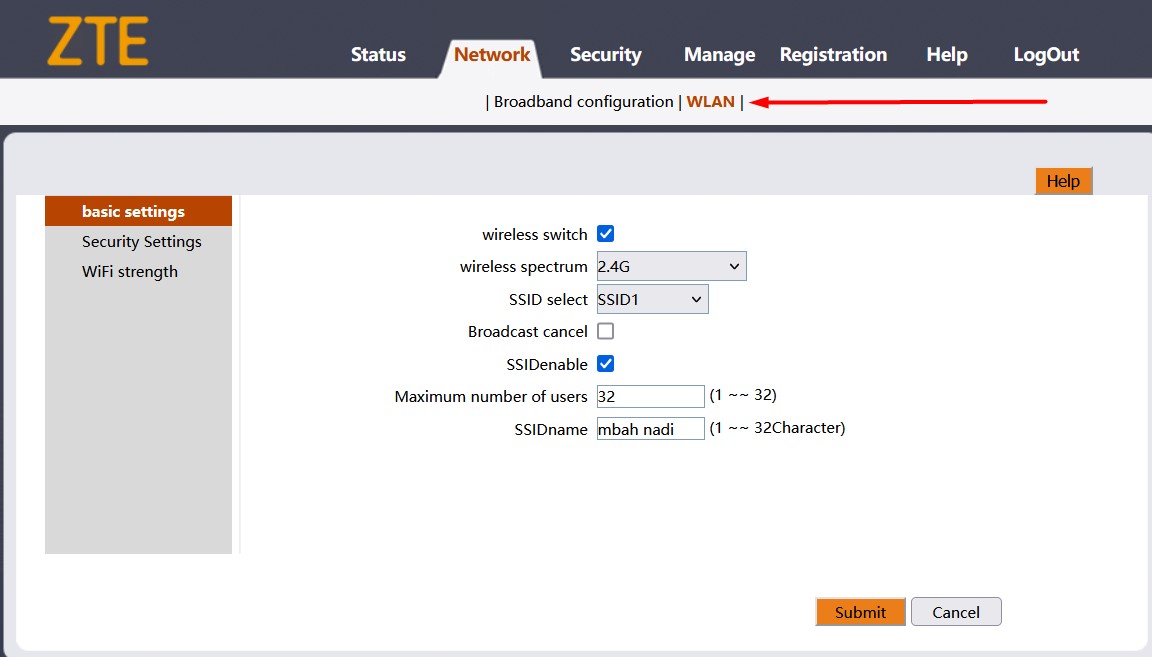 ZTE
Status Network Security Manage Registration Help LogOut
| Broadband configuration | WLAN |
Help
basic settings
Security Settings
WiFi strength
wireless switch
wireless spectrum 2.4G
SSID select SSID1
Broadcast cancel
SSIDenable
Maximum number of users 32 (1 ~~ 32)
SSIDname mbah nadi (1 ~~ 32Character)
Submit Cancel